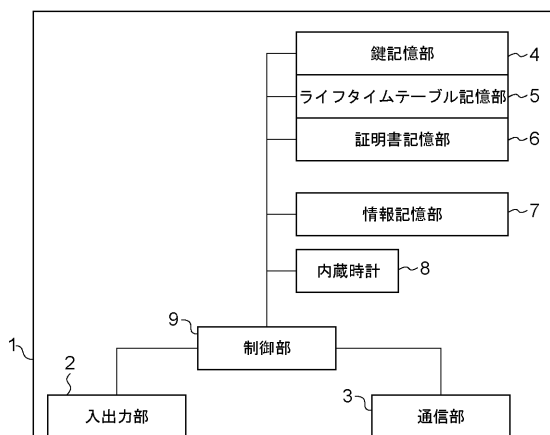 鍵記憶部 4
ライフタイムテーブル記憶部 5
証明書記憶部 6
情報記憶部 7
内蔵時計 8
9
制御部
1
2
入出力部
3
通信部